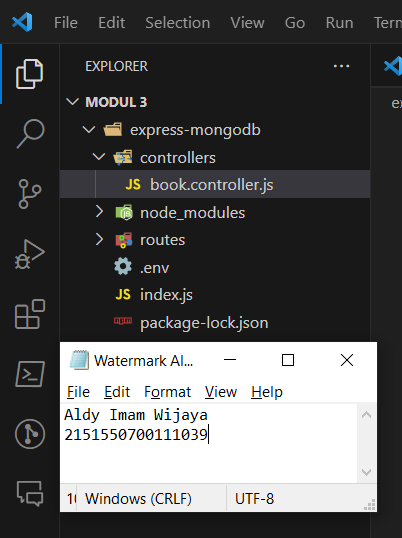 File Edit Selection View Go Run Term
EXPLORER
MODUL 3
express-mongodb
controllers
JS book.controller.js
node_modules
routes
.env
JS index.js
package-lock.json
Watermark Al...
File Edit Format View Help
Aldy Imam Wijaya
2151550700111039
Windows (CRLF) UTF-8